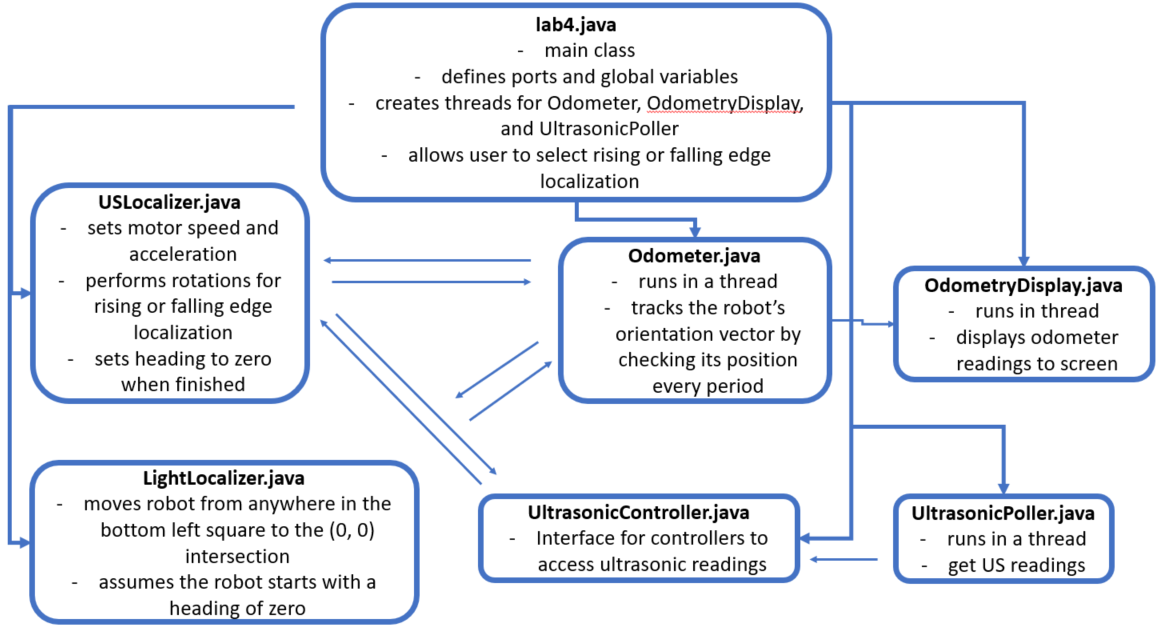 lab4.java
- main class
- defines ports and global variables
- creates threads for Odometer, OdometryDisplay,
and UltrasonicPoller
- allows user to select rising or falling edge
localization
USLocalizer.java
- sets motor speed and
acceleration
- performs rotations for
rising or falling edge
localization
- sets heading to zero
when finished
Odometer.java
- runs in a thread
- tracks the robot’s
orientation vector by
checking its position
every period
OdometryDisplay.java
- runs in thread
- displays odometer
readings to screen
LightLocalizer.java
- moves robot from anywhere in the
bottom left square to the (0, 0)
intersection
- assumes the robot starts with a
heading of zero
UltrasonicController.java
- Interface for controllers to
access ultrasonic readings
UltrasonicPoller.java
- runs in a thread
- get US readings